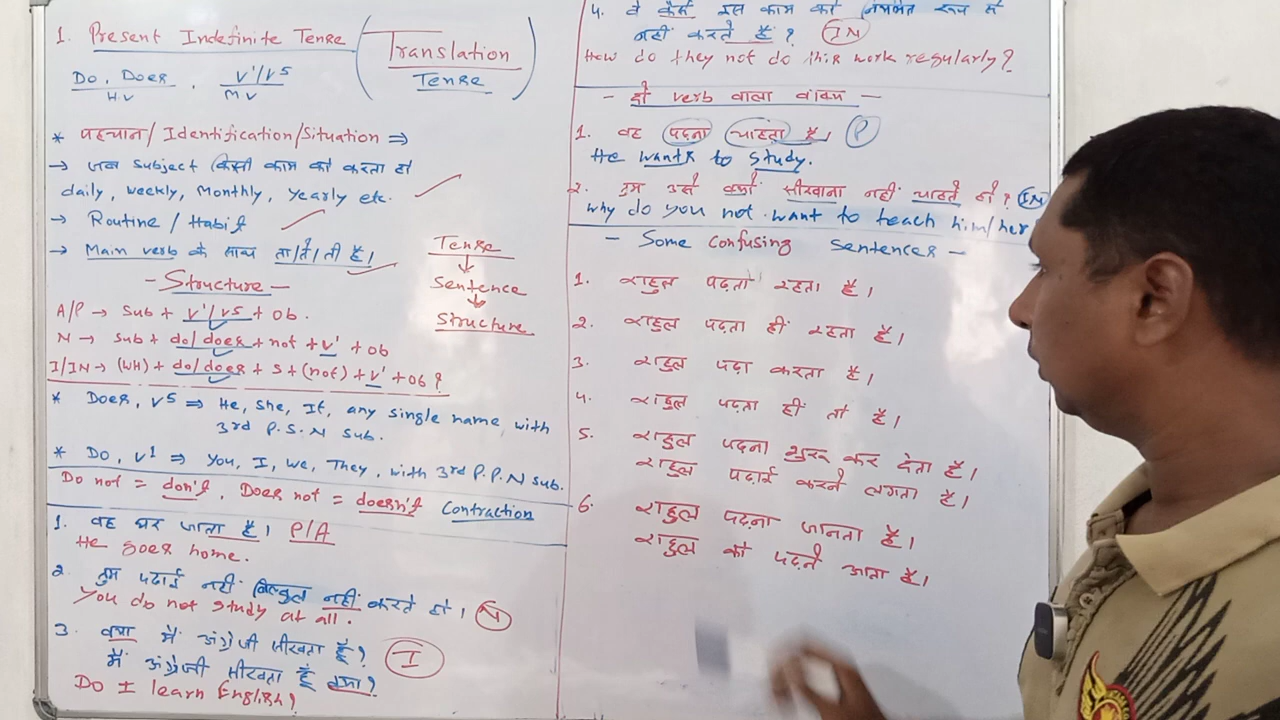 1. Present Indefinite Tense
Translation
Tense
Do, Does
H.V
V¹/V⁵
M V
* पहचान/Identification/Situation ⇒
→ जब Subject किसी काम को करता हो
daily, weekly, Monthly, Yearly etc.
→ Routine / Habit
→ Main verb के साथ ता/ते/ती है।
Tense
Sentence
Structure
- Structure -
A/P → Sub + V¹/V⁵ + Ob.
N → Sub + do/does + not + V¹ + Ob
I/IN → (WH) + do/does + S + (not) + V¹ + Ob?
* Does, V⁵ ⇒ He, She, It, any single name, with
3rd P.S.N Sub.
* Do, V¹ ⇒ You, I, We, They, with 3rd P.P.N Sub.
Do not = don't, Does not = doesn't Contraction
1. वह घर जाता है। P/A
He goes home.
2. तुम पढ़ाई नहीं बिल्कुल नहीं करते हो। N
You do not study at all.
3. क्या मैं अंग्रेजी सीखता हूँ?
मैं अंग्रेजी सीखता हूँ क्या? I
Do I learn English?
4. वे कैसे इस काम को नियमित रूप से
नहीं करते हैं? IN
How do they not do this work regularly?
- दो verb वाला वाक्य -
1. वह पढ़ना चाहता है। P
He wants to study.
2. तुम उसे क्यों सीखाना नहीं चाहते हो? IN
Why do you not want to teach him/her
- Some Confusing Sentences -
1. राहुल पढ़ता रहता है।
2. राहुल पढ़ता ही रहता है।
3. राहुल पढ़ा करता है।
4. राहुल पढ़ता ही तो है।
5. राहुल पढ़ना शुरू कर देता है।
राहुल पढ़ाई करने लगता है।
6. राहुल पढ़ना जानता है।
राहुल को पढ़ने आता है।